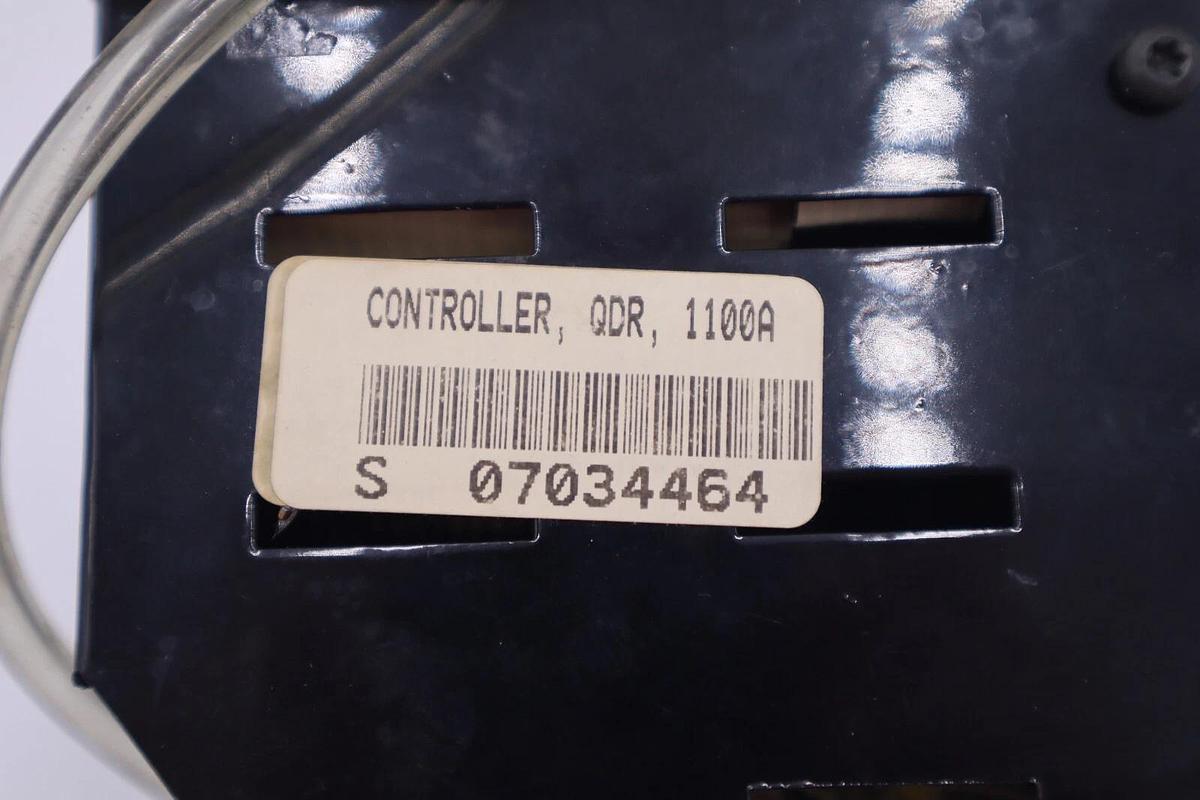 CONTROLLER, QDR, 1100A
S 07034464